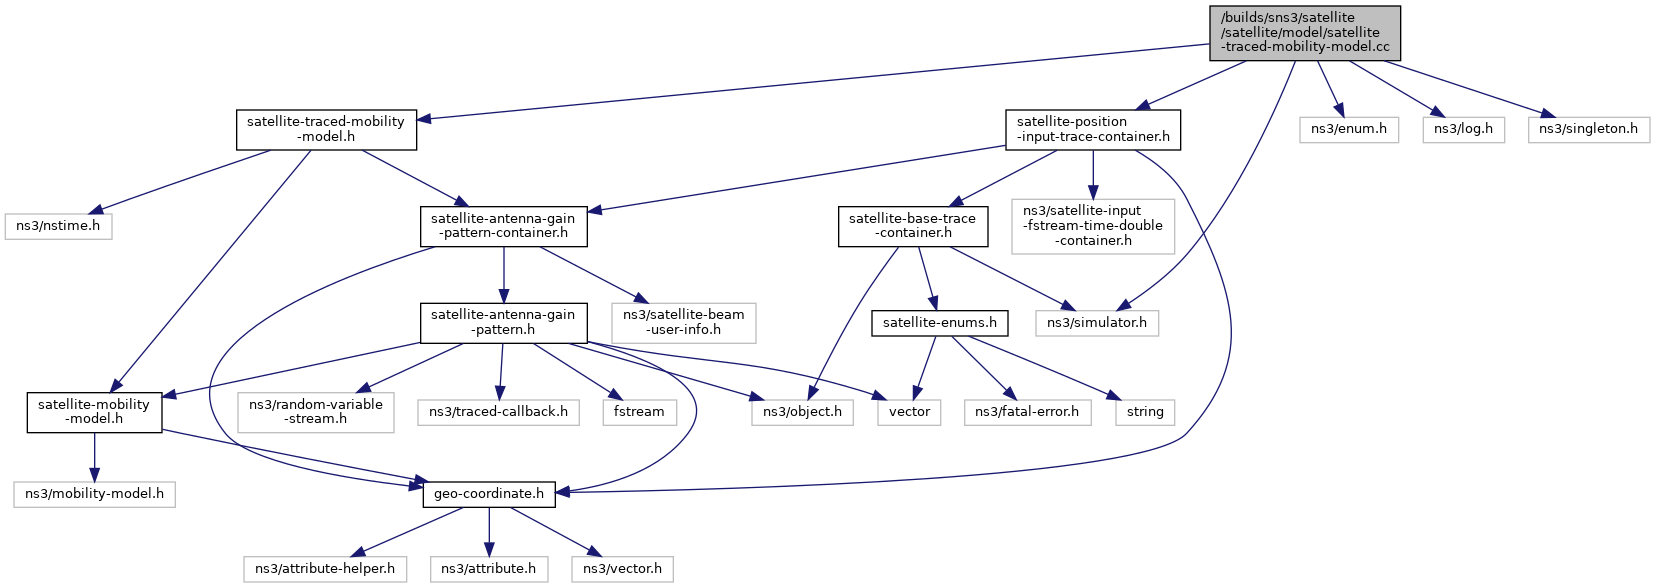 /builds/sns3/satellite
/satellite/model/satellite
-traced-mobility-model.cc
satellite-traced-mobility
-model.h
satellite-position
-input-trace-container.h
ns3/enum.h
ns3/log.h
ns3/singleton.h
ns3/nstime.h
satellite-antenna-gain
-pattern-container.h
satellite-base-trace
-container.h
ns3/satellite-input
-fstream-time-double
-container.h
satellite-antenna-gain
-pattern.h
ns3/satellite-beam
-user-info.h
satellite-enums.h
ns3/simulator.h
satellite-mobility
-model.h
ns3/random-variable
-stream.h
ns3/traced-callback.h
fstream
ns3/object.h
vector
ns3/fatal-error.h
string
ns3/mobility-model.h
geo-coordinate.h
ns3/attribute-helper.h
ns3/attribute.h
ns3/vector.h